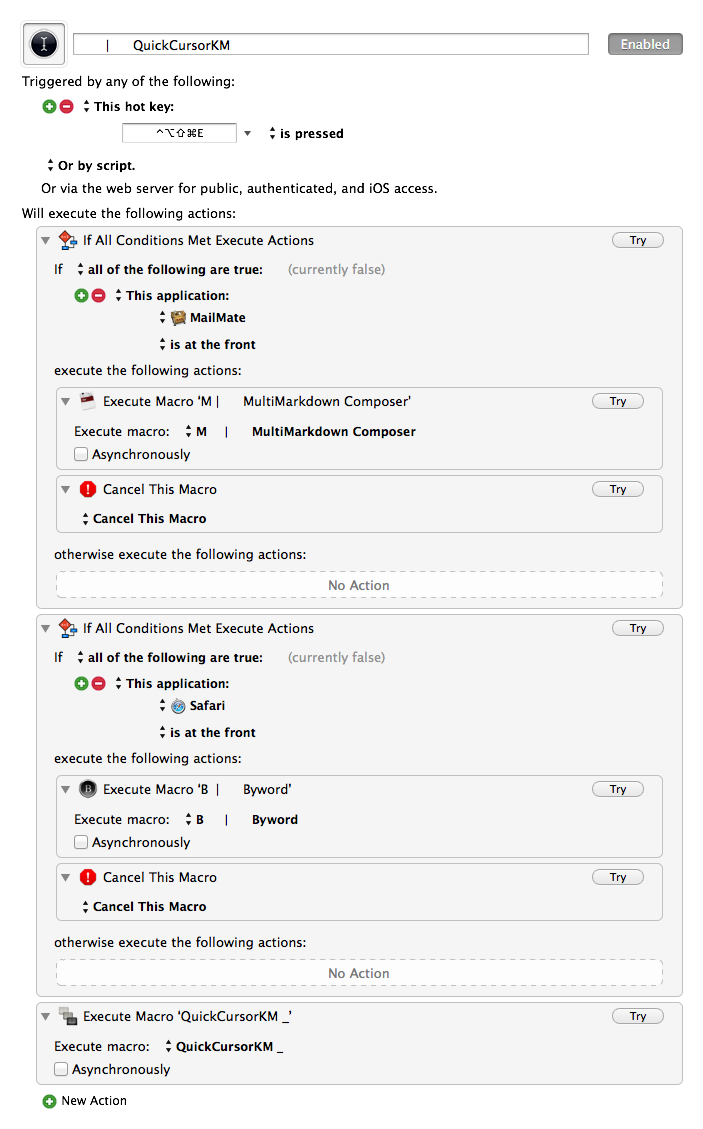 | QuickCursorKM
Enabled
Triggered by any of the following:
This hot key:
^⌥⇧⌘E is pressed
Or by script.
Or via the web server for public, authenticated, and iOS access.
Will execute the following actions:
If All Conditions Met Execute Actions Try
If all of the following are true: (currently false)
This application:
MailMate
is at the front
execute the following actions:
Execute Macro ‘M | MultiMarkdown Composer’ Try
Execute macro: M | MultiMarkdown Composer
Asynchronously
Cancel This Macro Try
Cancel This Macro
otherwise execute the following actions:
No Action
If All Conditions Met Execute Actions Try
If all of the following are true: (currently false)
This application:
Safari
is at the front
execute the following actions:
Execute Macro ‘B | Byword’ Try
Execute macro: B | Byword
Asynchronously
Cancel This Macro Try
Cancel This Macro
otherwise execute the following actions:
No Action
Execute Macro ‘QuickCursorKM _’ Try
Execute macro: QuickCursorKM _
Asynchronously
New Action